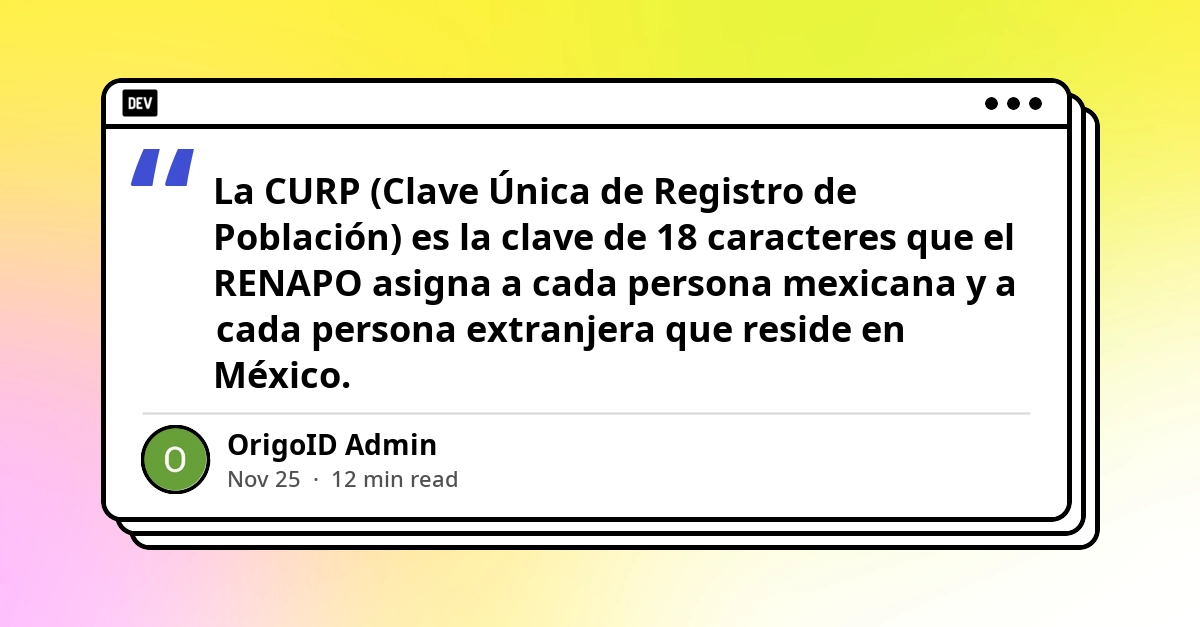 DEV
“
La CURP (Clave Única de Registro de
Población) es la clave de 18 caracteres que el
RENAPO asigna a cada persona mexicana y a
cada persona extranjera que reside en
México.
O
OrigoID Admin
Nov 25 · 12 min read